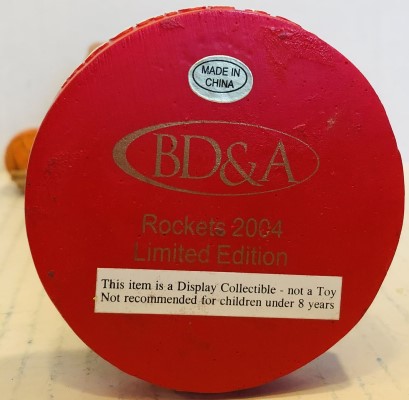 MADE IN
CHINA
BD&A
Rockets 2004
Limited Edition
This item is a Display Collectible - not a Toy
Not recommended for children under 8 years